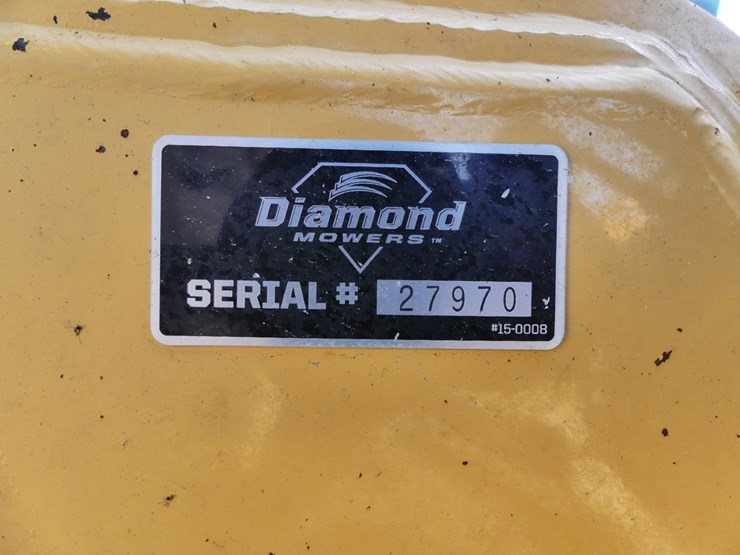 Diamond
MOWERS™
SERIAL # 27970
#15-0008